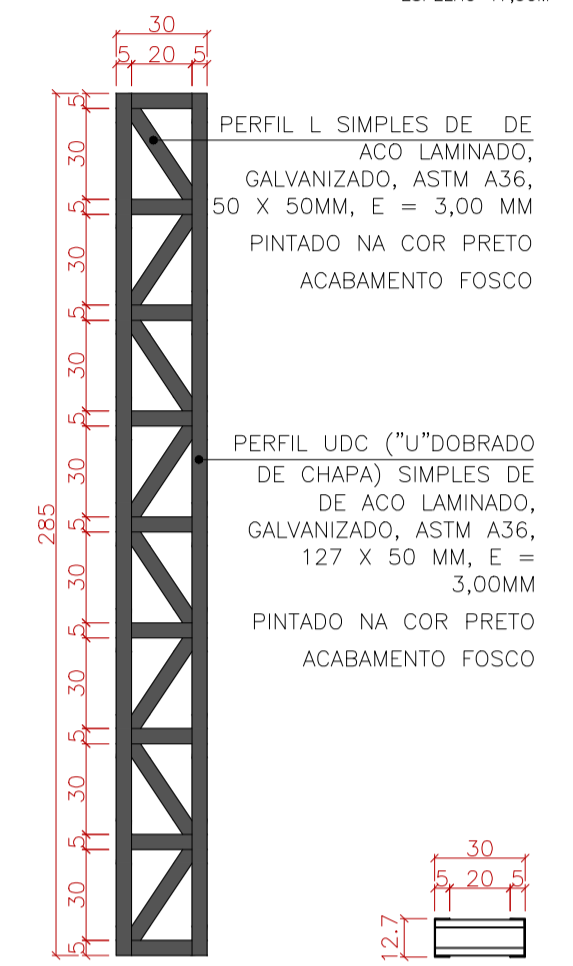 30
5 20 5
285
5
30
5
30
5
30
5
30
5
30
5
30
5
30
5
30
5
PERFIL L SIMPLES DE DE
ACO LAMINADO,
GALVANIZADO, ASTM A36,
50 X 50MM, E = 3,00 MM
PINTADO NA COR PRETO
ACABAMENTO FOSCO
PERFIL UDC ("U"DOBRADO
DE CHAPA) SIMPLES DE
DE ACO LAMINADO,
GALVANIZADO, ASTM A36,
127 X 50 MM, E =
3,00MM
PINTADO NA COR PRETO
ACABAMENTO FOSCO
30
5 20 5
12.7